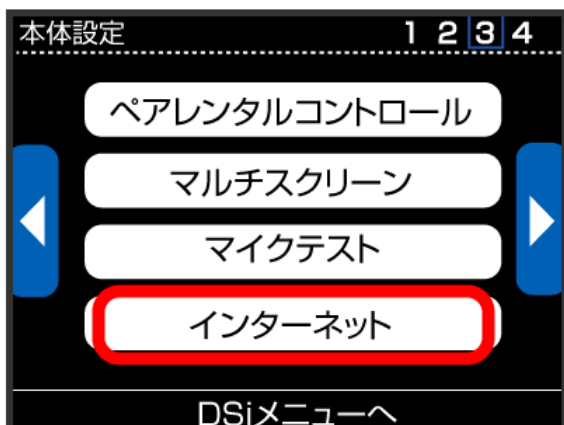 本体設定 1 2 3 4
ペアレンタルコントロール
マルチスクリーン
マイクテスト
インターネット
DSiメニューへ